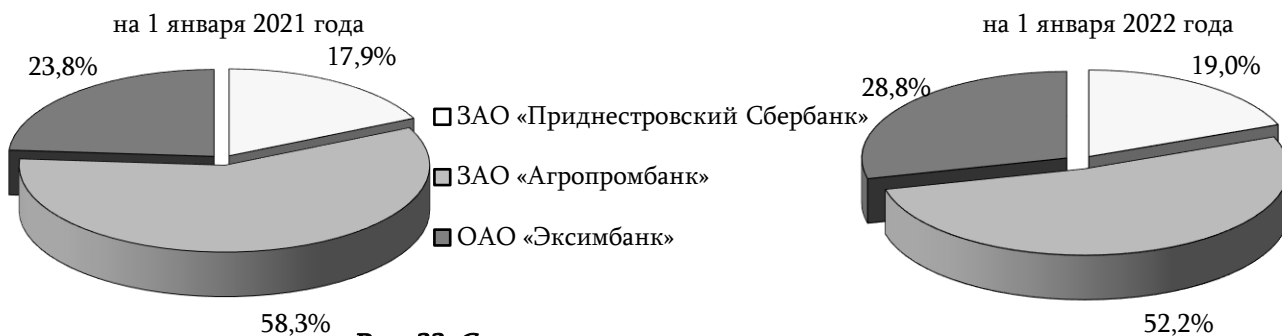 на 1 января 2021 года
23,8%
17,9%
58,3%
ЗАО «Приднестровский Сбербанк»
ЗАО «Агропромбанк»
ОАО «Эксимбанк»
на 1 января 2022 года
28,8%
19,0%
52,2%